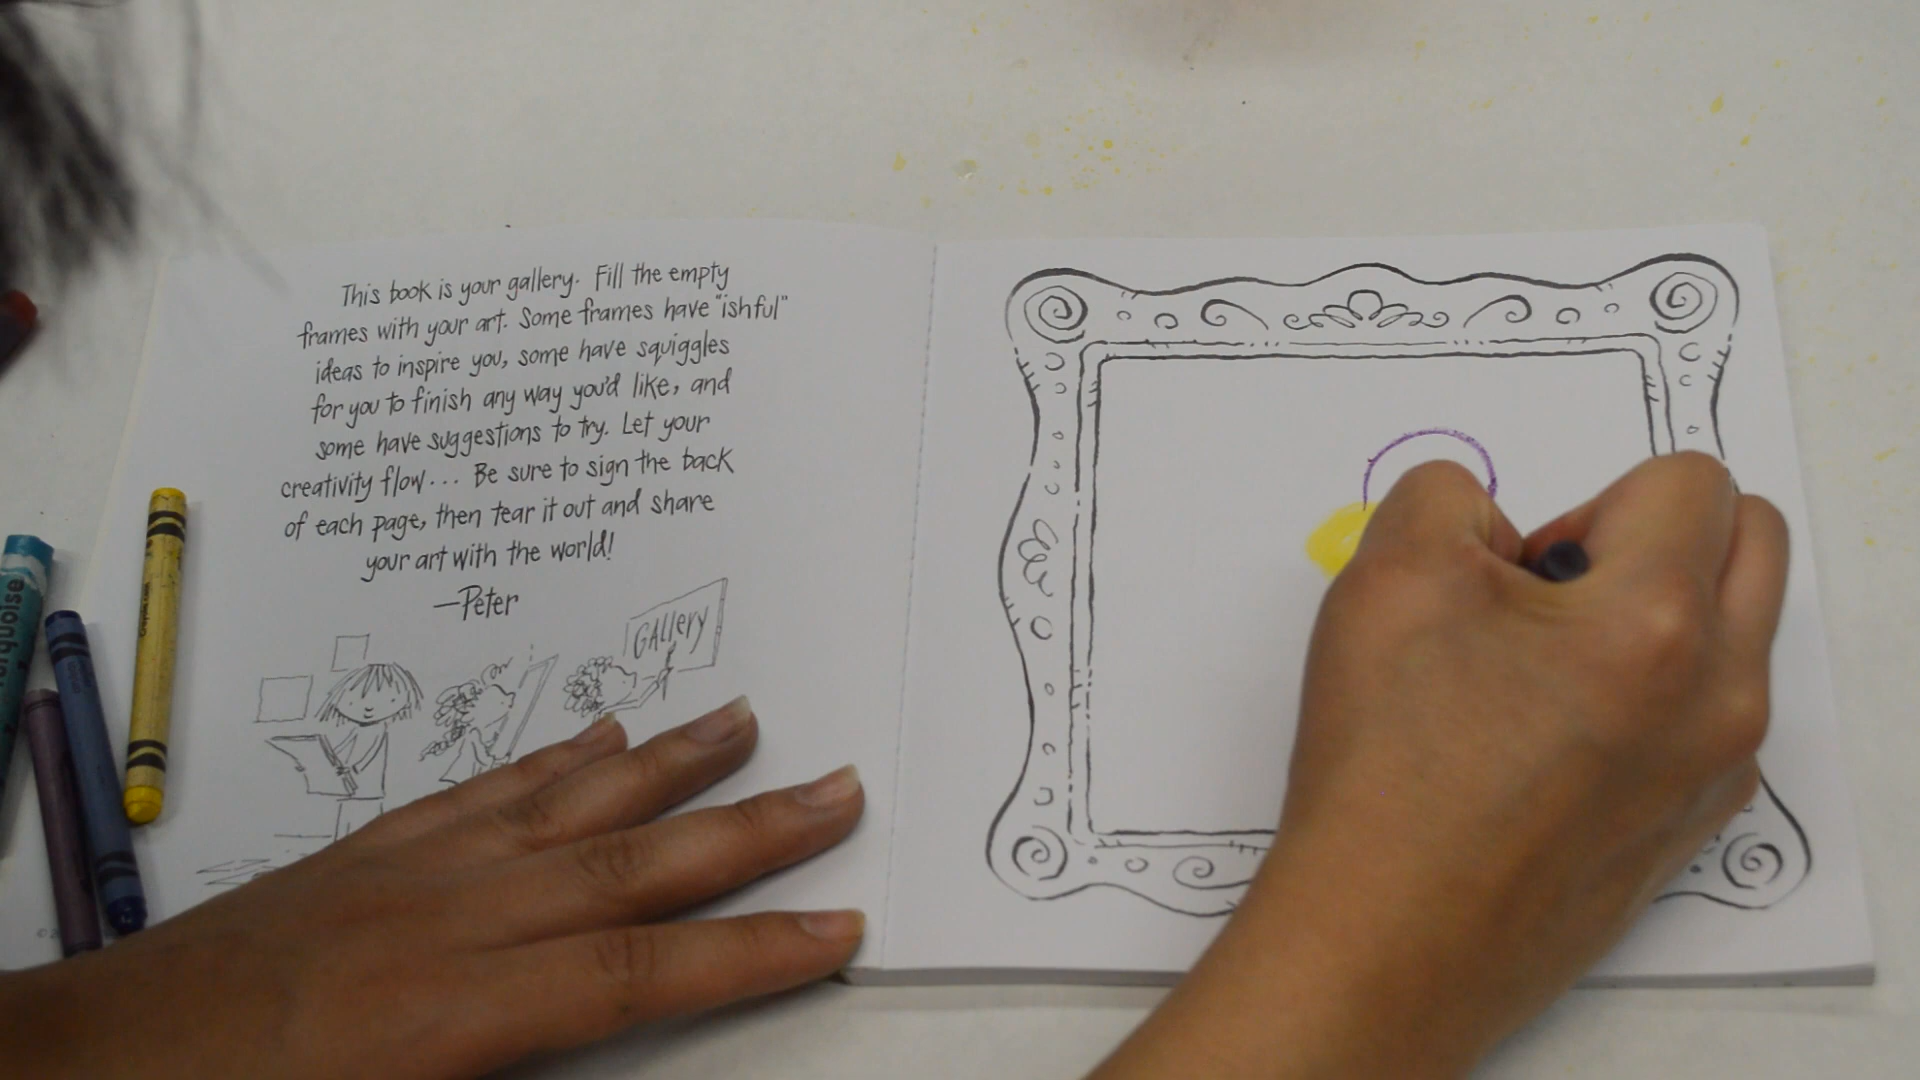 This book is your gallery. Fill the empty
frames with your art. Some frames have "ishful"
ideas to inspire you, some have squiggles
for you to finish any way you'd like, and
some have suggestions to try. Let your
creativity flow... Be sure to sign the back
of each page, then tear it out and share
your art with the world!
—Peter
GAllery